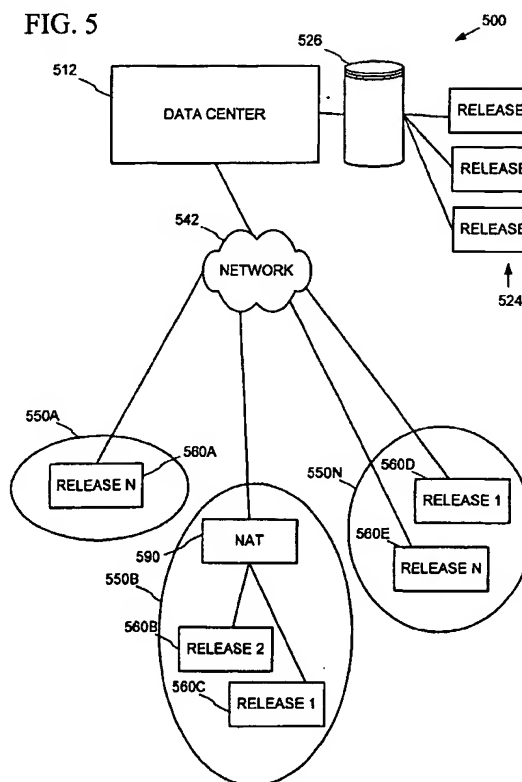 FIG. 5
500
526
512
DATA CENTER
RELEASE
RELEASE
RELEASE
524
542
NETWORK
550A
560A
RELEASE N
550N
560D
RELEASE 1
560E
RELEASE N
590
NAT
550B
560B
RELEASE 2
560C
RELEASE 1